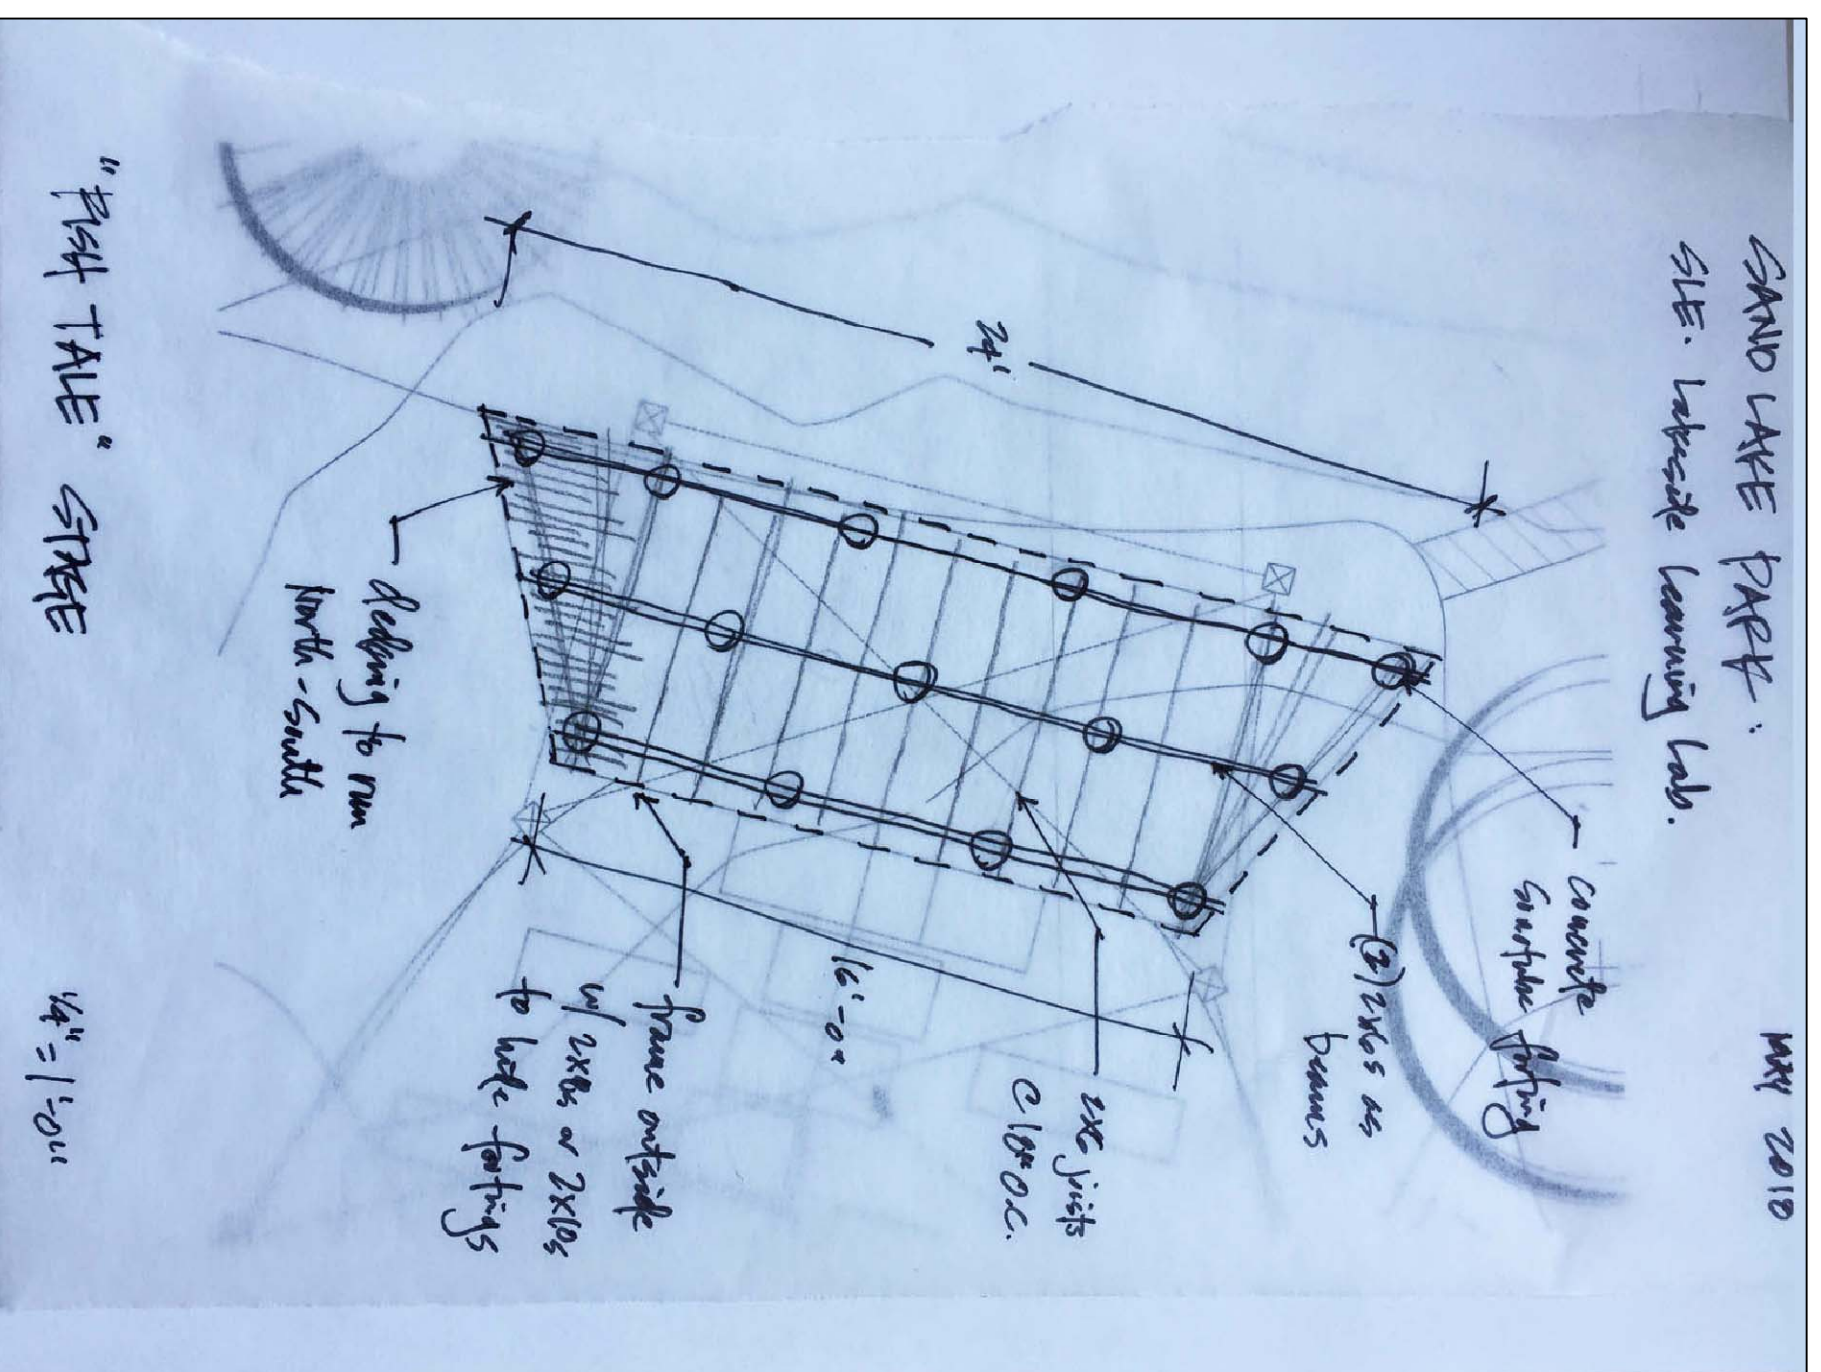 SAND LAKE PARK :
SLE. Lakeside Learning Lab.
MAY 2018
24'
concrete
sonotube footing
(2) 2x6s as
beams
2x6 joists
@ 18" O.C.
16'-0"
frame outside
w/ 2x8s or 2x10s
to hide footings
decking to run
North - South
"FISH TALE" STAGE
1/4" = 1'-0"